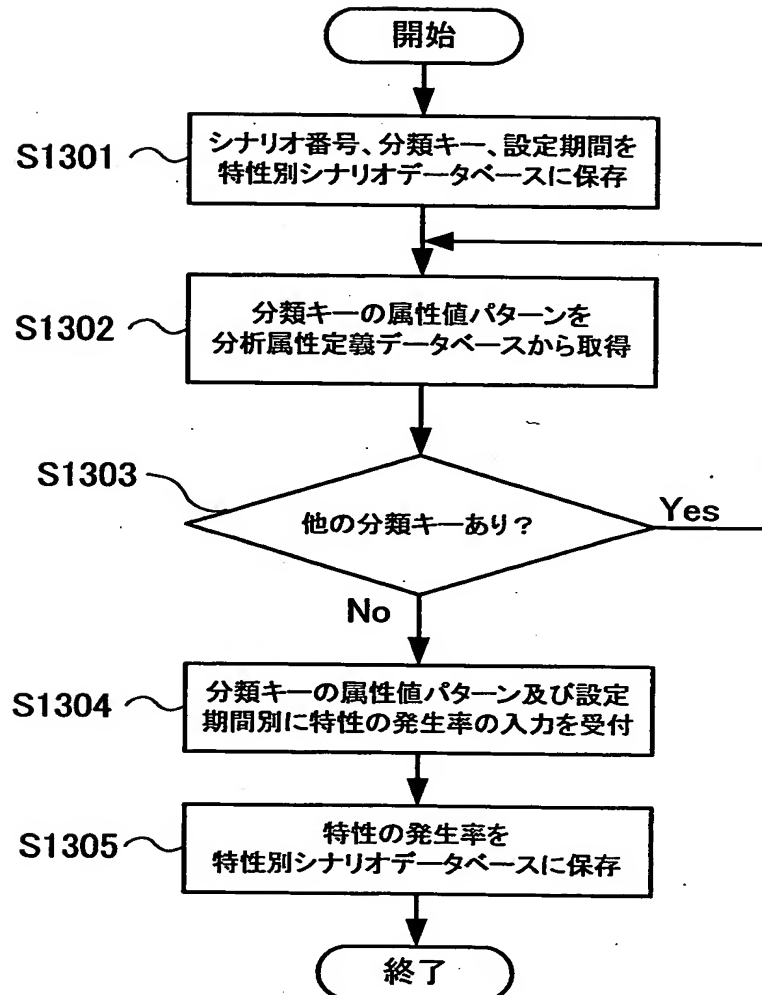 開始
S1301
シナリオ番号、分類キー、設定期間を
特性別シナリオデータベースに保存
S1302
分類キーの属性値パターンを
分析属性定義データベースから取得
S1303
他の分類キーあり？
Yes
No
S1304
分類キーの属性値パターン及び設定
期間別に特性の発生率の入力を受付
S1305
特性の発生率を
特性別シナリオデータベースに保存
終了